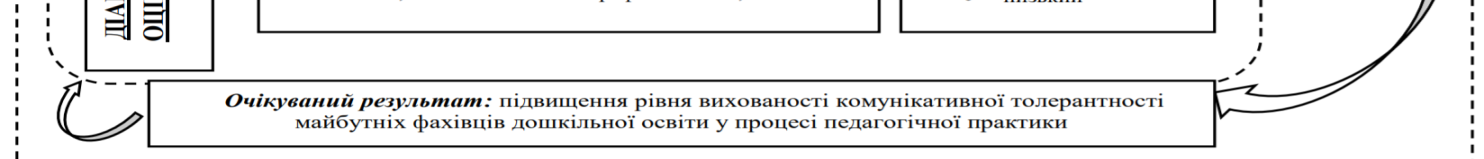 Очікуваний результат: підвищення рівня вихованості комунікативної толерантності
майбутніх фахівців дошкільної освіти у процесі педагогічної практики